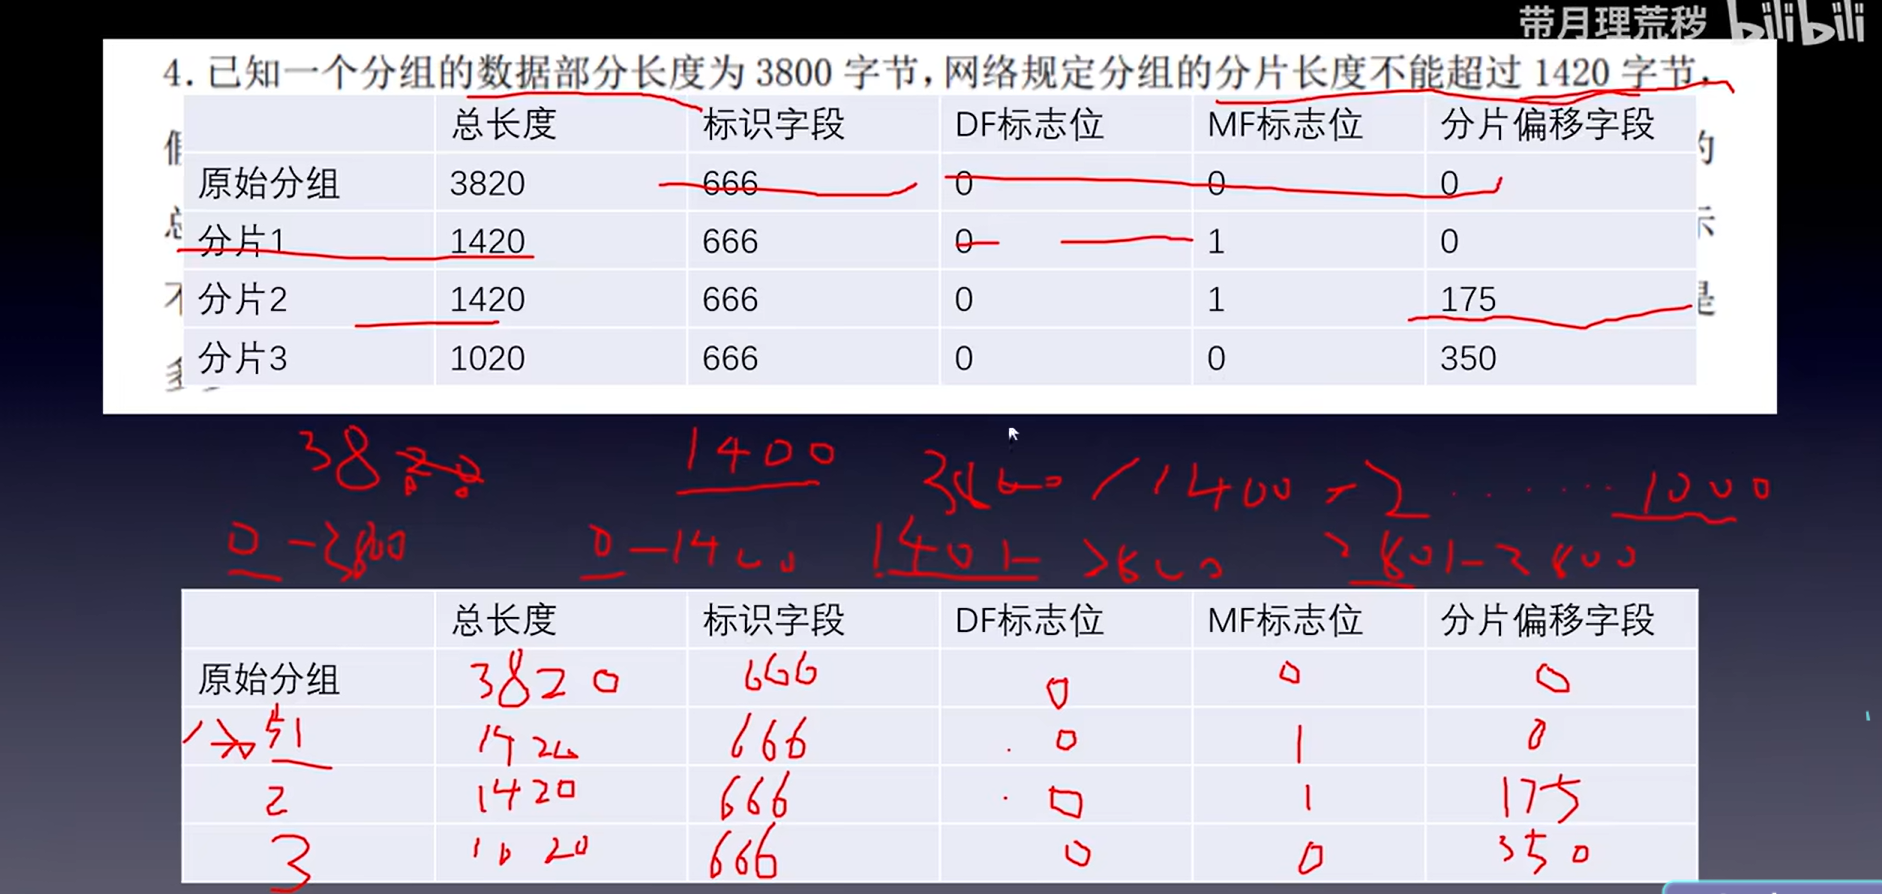 带月理荒秽 bilibili
4. 已知一个分组的数据部分长度为 3800 字节，网络规定分组的分片长度不能超过 1420 字节，
总长度 标识字段 DF标志位 MF标志位 分片偏移字段
的
原始分组 3820 666 0 0 0
分片1 1420 666 0 1 0
分片2 1420 666 0 1 175
是
分片3 1020 666 0 0 350
38 1400 / 1400 = 2 ...... 1000
0-3800 0-1400 1401-2800 2801-3800
总长度 标识字段 DF标志位 MF标志位 分片偏移字段
原始分组 3820 666 0 0 0
分片1 1420 666 0 1 0
2 1420 666 0 1 175
3 1020 666 0 0 350